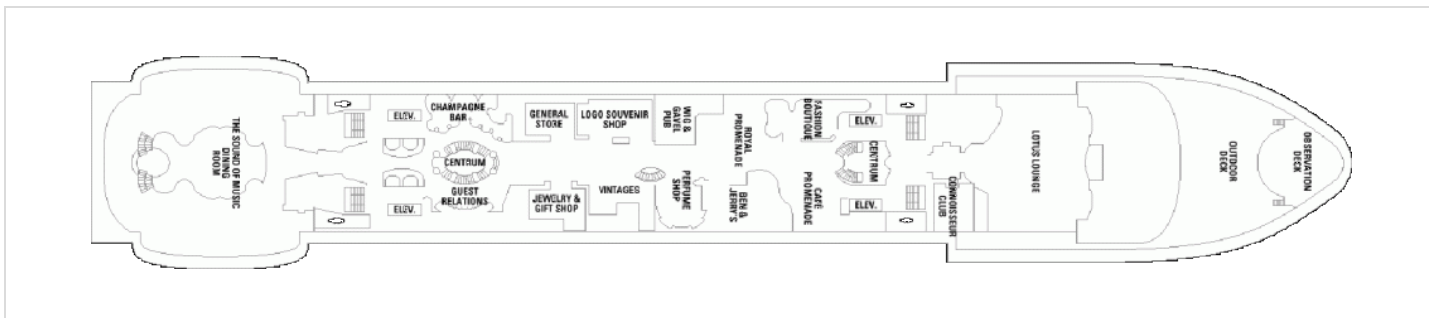 THE SOUND OF MUSIC
DINING
ROOM
ELEV.
ELEV.
CHAMPAGNE
BAR
CENTRUM
GUEST
RELATIONS
GENERAL
STORE
JEWELRY &
GIFT SHOP
LOGO SOUVENIR
SHOP
VINTAGES
WIG &
GAVEL
PUB
PERFUME
SHOP
ROYAL
PROMENADE
BEN &
JERRY'S
FASHION
BOUTIQUE
CAFÉ
PROMENADE
ELEV.
CENTRUM
ELEV.
CONNOISSEUR
CLUB
LOTUS LOUNGE
OUTDOOR
DECK
OBSERVATION
DECK